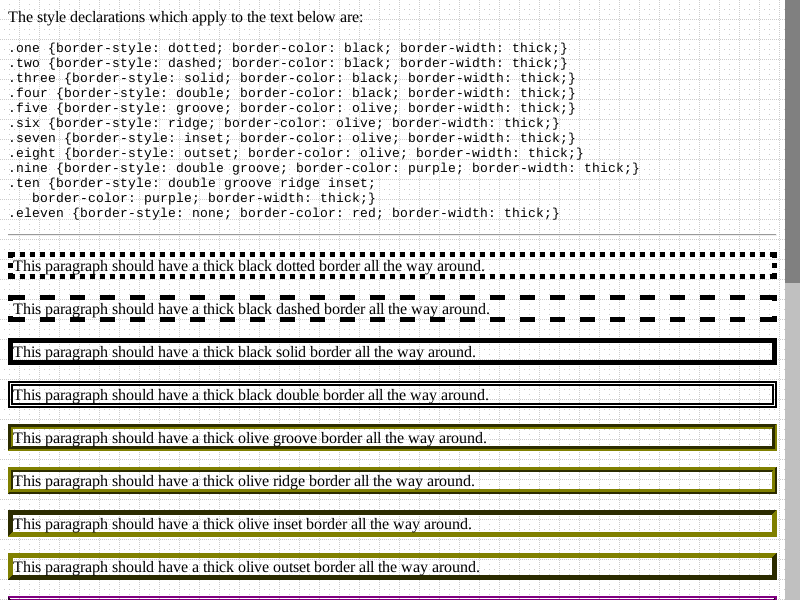 The style declarations which apply to the text below are:
.one {border-style: dotted; border-color: black; border-width: thick;}
.two {border-style: dashed; border-color: black; border-width: thick;}
.three {border-style: solid; border-color: black; border-width: thick;}
.four {border-style: double; border-color: black; border-width: thick;}
.five {border-style: groove; border-color: olive; border-width: thick;}
.six {border-style: ridge; border-color: olive; border-width: thick;}
.seven {border-style: inset; border-color: olive; border-width: thick;}
.eight {border-style: outset; border-color: olive; border-width: thick;}
.nine {border-style: double groove; border-color: purple; border-width: thick;}
.ten {border-style: double groove ridge inset;
   border-color: purple; border-width: thick;}
.eleven {border-style: none; border-color: red; border-width: thick;}
This paragraph should have a thick black dotted border all the way around.
This paragraph should have a thick black dashed border all the way around.
This paragraph should have a thick black solid border all the way around.
This paragraph should have a thick black double border all the way around.
This paragraph should have a thick olive groove border all the way around.
This paragraph should have a thick olive ridge border all the way around.
This paragraph should have a thick olive inset border all the way around.
This paragraph should have a thick olive outset border all the way around.